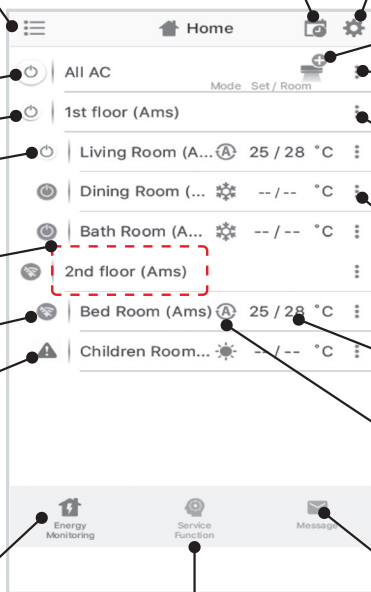 Home
All AC
Mode Set / Room
1st floor (Ams)
Living Room (A... A 25 / 28 °C
Dining Room (... -- / -- °C
Bath Room (A... -- / -- °C
2nd floor (Ams)
Bed Room (Ams) A 25 / 28 °C
Children Room... -- / -- °C
Energy
Monitoring
Service
Function
Message